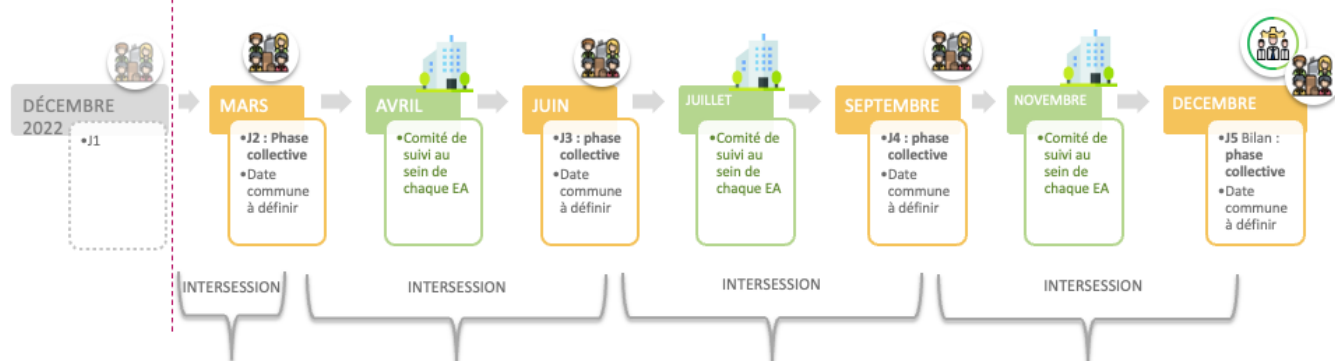 DÉCEMBRE
2022
•J1
MARS
•J2 : Phase
collective
•Date
commune
à définir
AVRIL
•Comité de
suivi au
sein de
chaque EA
JUIN
•J3 : phase
collective
•Date
commune
à définir
JUILLET
•Comité de
suivi au
sein de
chaque EA
SEPTEMBRE
•J4 : phase
collective
•Date
commune
à définir
NOVEMBRE
•Comité de
suivi au
sein de
chaque EA
DECEMBRE
•J5 Bilan :
phase
collective
•Date
commune
à définir
INTERSESSION
INTERSESSION
INTERSESSION
INTERSESSION